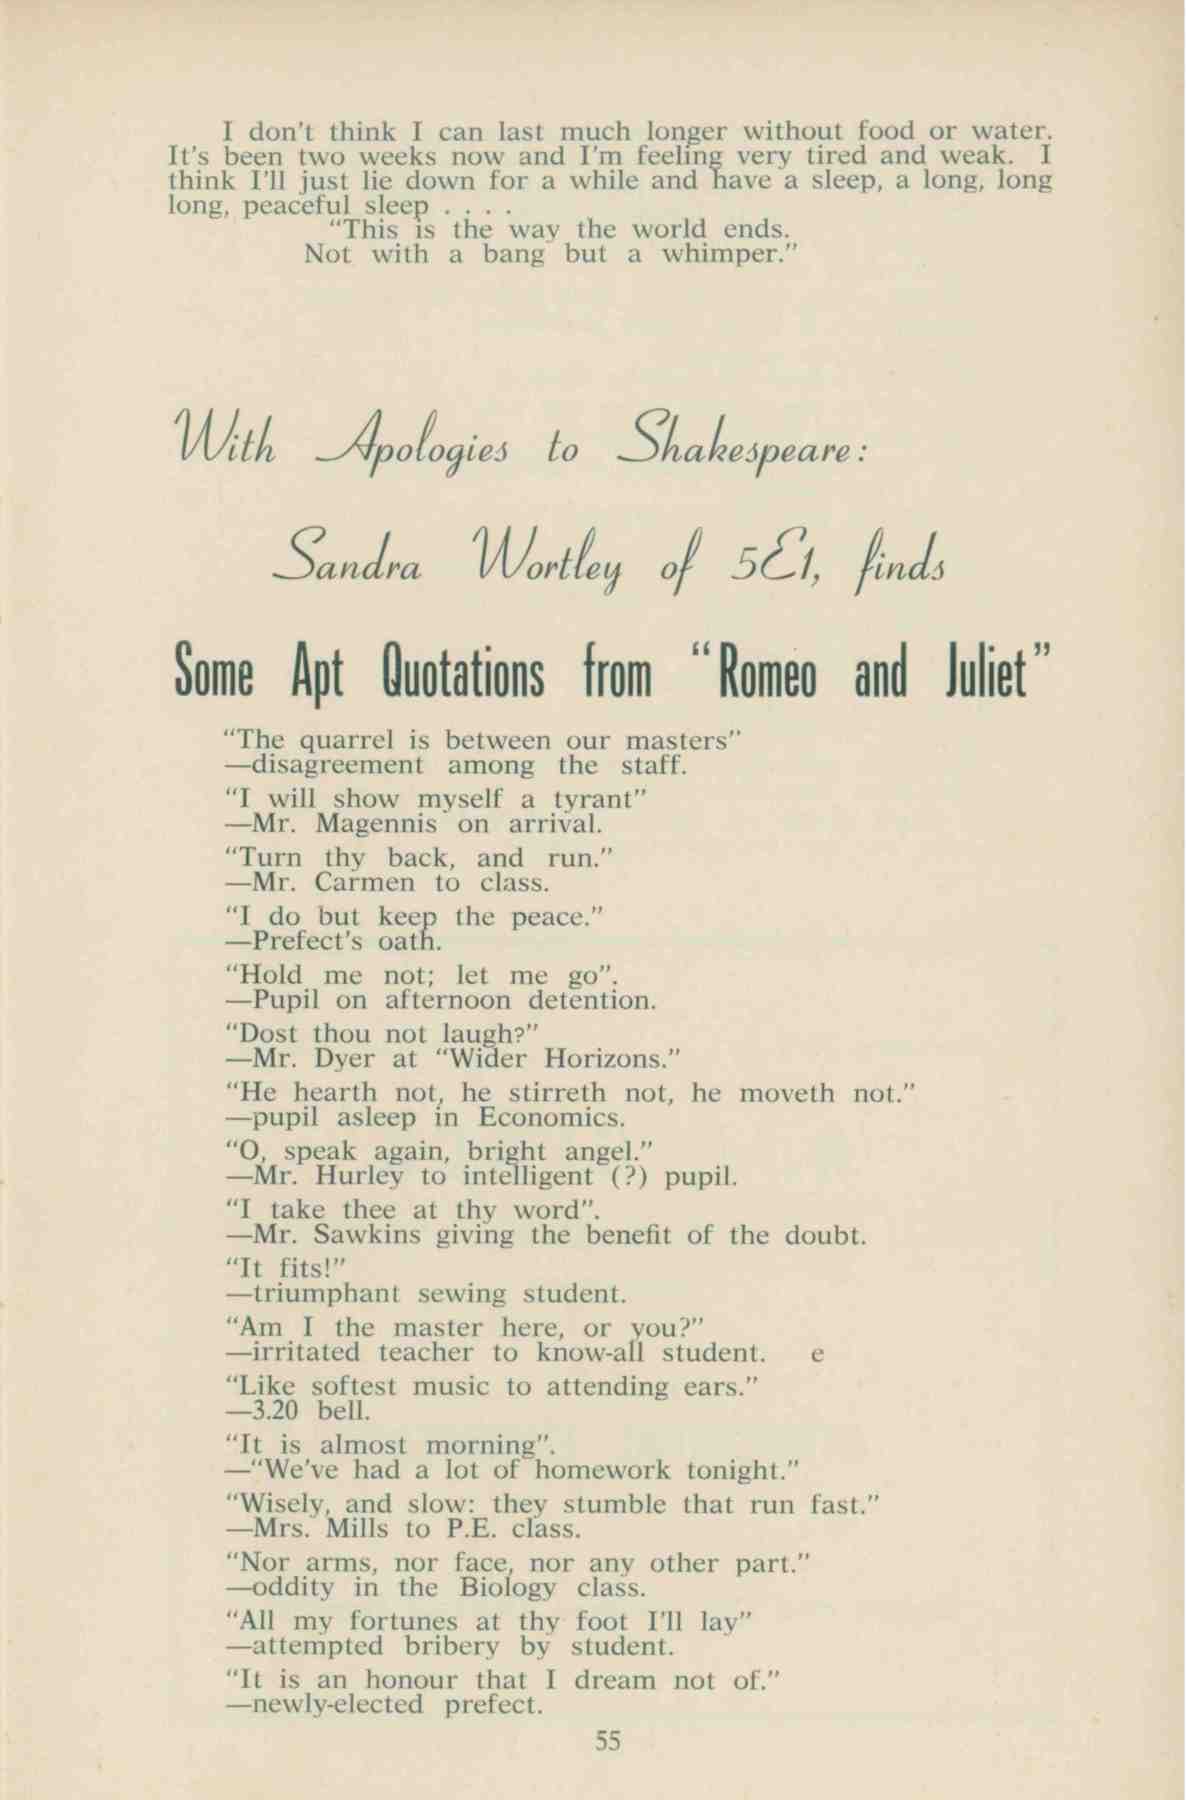 I don't think I can last much longer without food or water.
It's been two weeks now and I'm feeling very tired and weak. I
think I'll just lie down for a while and have a sleep, a long, long
long, peaceful sleep . . . .
“This is the way the world ends.
Not with a bang but a whimper.”
With Apologies to Shakespeare:
Sandra Wortley of 5E1, finds
Some Apt Quotations from “Romeo and Juliet”
“The quarrel is between our masters”
—disagreement among the staff.
“I will show myself a tyrant”
—Mr. Magennis on arrival.
“Turn thy back, and run.”
—Mr. Carmen to class.
“I do but keep the peace.”
—Prefect's oath.
“Hold me not; let me go”.
—Pupil on afternoon detention.
“Dost thou not laugh?”
—Mr. Dyer at “Wider Horizons.”
“He hearth not, he stirreth not, he moveth not.”
—pupil asleep in Economics.
“O, speak again, bright angel.”
—Mr. Hurley to intelligent (?) pupil.
“I take thee at thy word”.
—Mr. Sawkins giving the benefit of the doubt.
“It fits!”
—triumphant sewing student.
“Am I the master here, or you?”
—irritated teacher to know-all student. e
“Like softest music to attending ears.”
—3.20 bell.
“It is almost morning”.
—“We've had a lot of homework tonight.”
“Wisely, and slow: they stumble that run fast.”
—Mrs. Mills to P.E. class.
“Nor arms, nor face, nor any other part.”
—oddity in the Biology class.
“All my fortunes at thy foot I'll lay”
—attempted bribery by student.
“It is an honour that I dream not of.”
—newly-elected prefect.
55